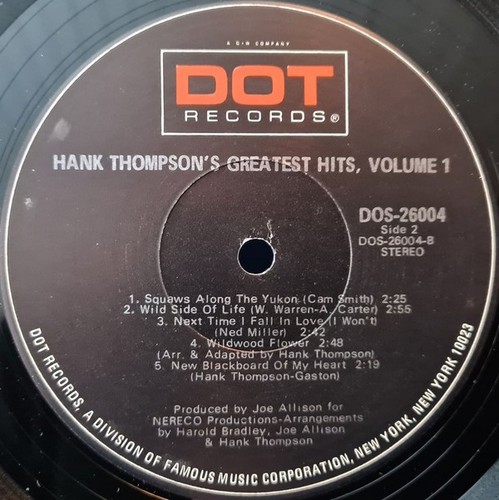 A G+W COMPANY
DOT
RECORDS®
HANK THOMPSON'S GREATEST HITS, VOLUME 1
DOS-26004
Side 2
DOS-26004-B
STEREO
1. Squaws Along The Yukon (Cam Smith) 2:25
2. Wild Side Of Life (W. Warren-A. Carter) 2:55
3. Next Time I Fall In Love (I Won't)
(Ned Miller) 2:42
4. Wildwood Flower 2:48
(Arr. & Adapted by Hank Thompson)
5. New Blackboard Of My Heart 2:19
(Hank Thompson-Gaston)
Produced by Joe Allison for
NERECO Productions-Arrangements
by Harold Bradley, Joe Allison
& Hank Thompson
DOT RECORDS, A DIVISION OF FAMOUS MUSIC CORPORATION, NEW YORK, NEW YORK 10023